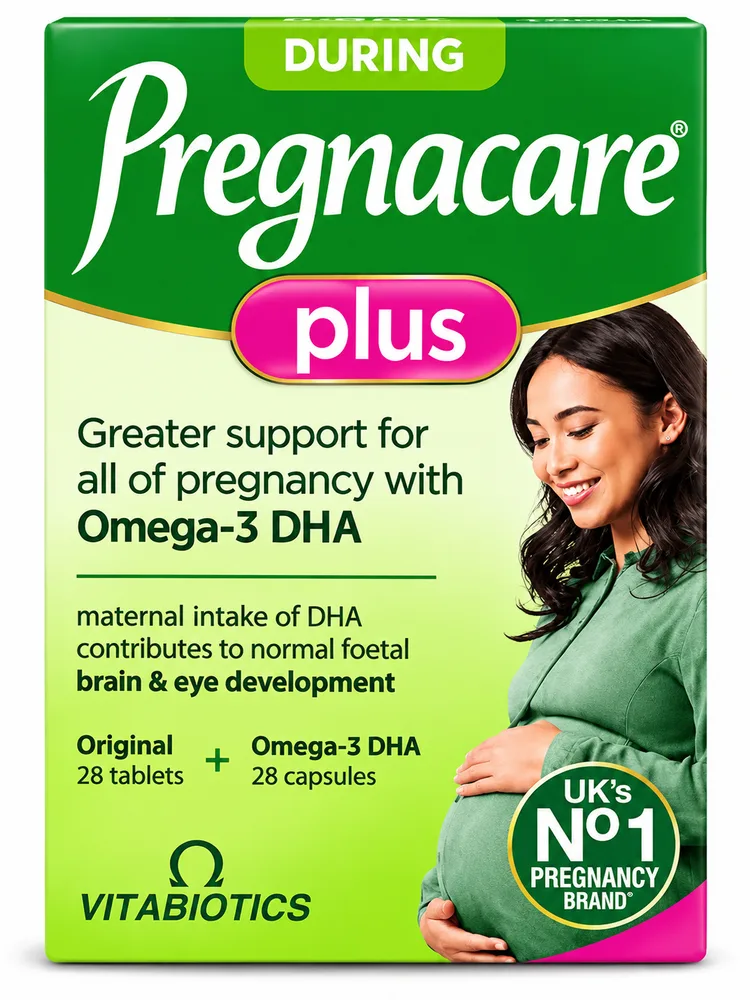 DURING
Pregnacare®
plus
Greater support for
all of pregnancy with
Omega-3 DHA
maternal intake of DHA
contributes to normal foetal
brain & eye development
Original
28 tablets
+
Omega-3 DHA
28 capsules
VITABIOTICS
UK's
Nº1
PREGNANCY
BRAND®